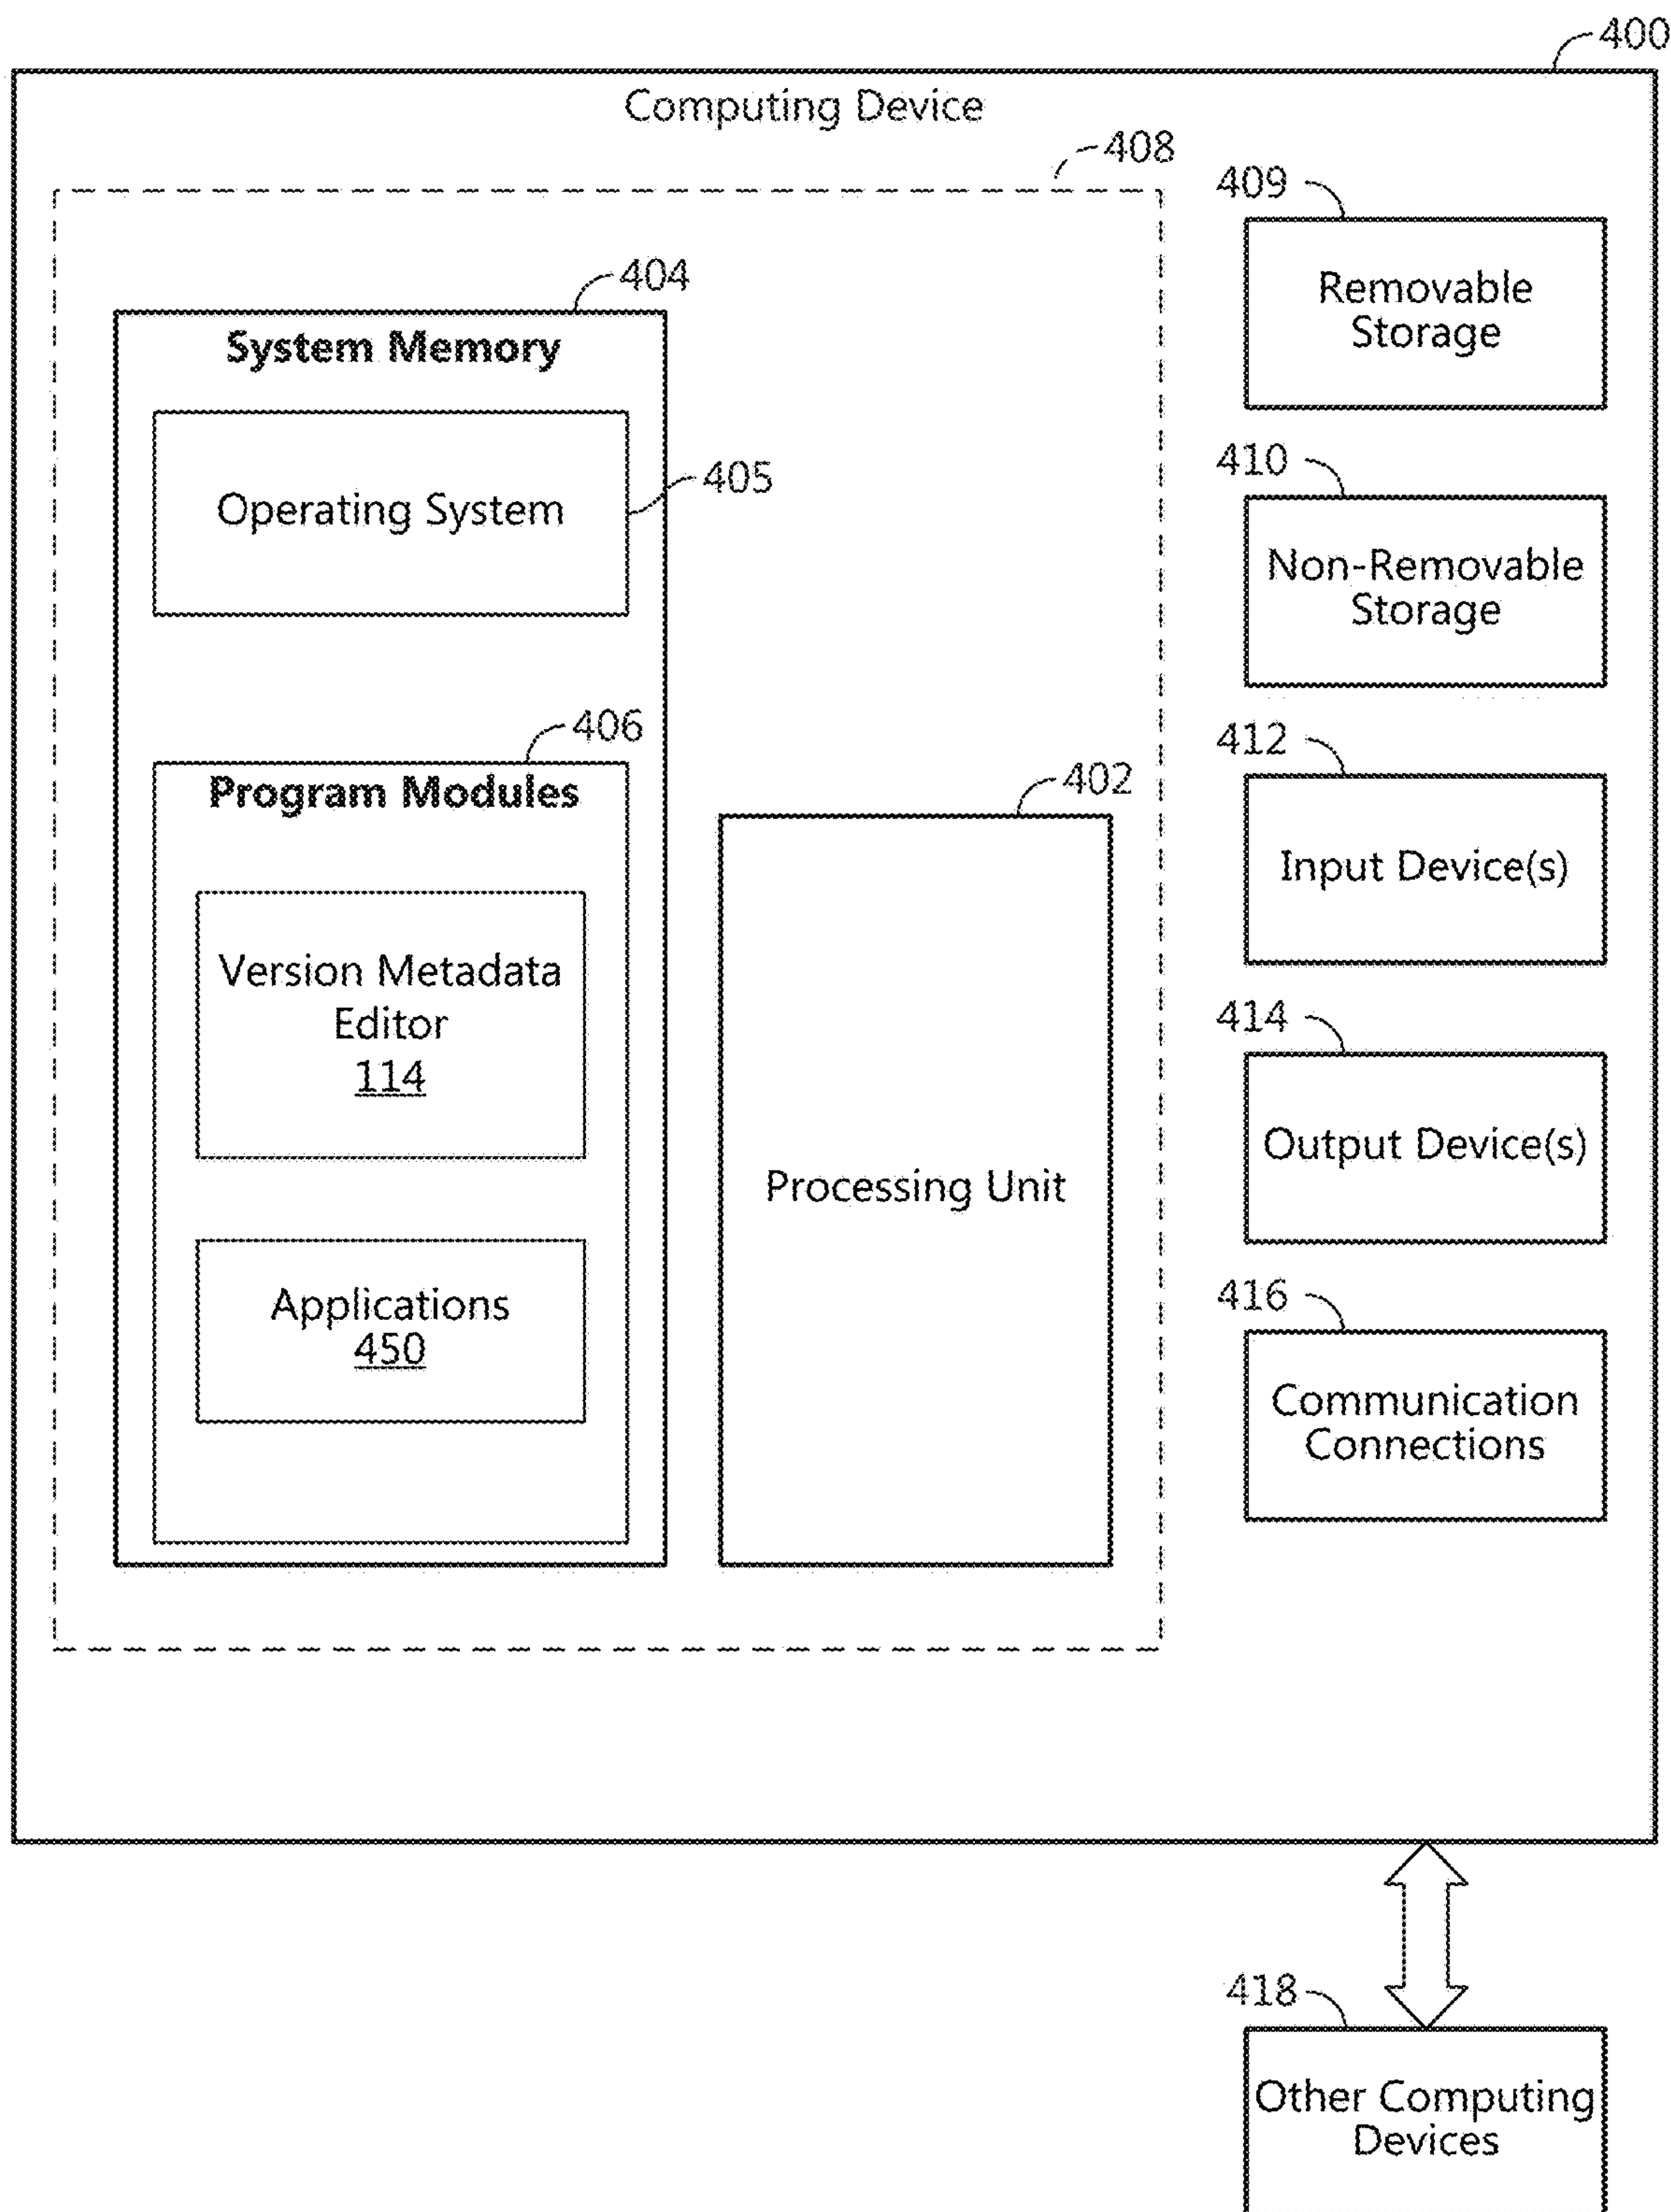 400
Computing Device
408
409
Removable
Storage
404
System Memory
Operating System
405
410
Non-Removable
Storage
406
Program Modules
412
Input Device(s)
402
Processing Unit
Version Metadata
Editor
114
414
Output Device(s)
Applications
450
416
Communication
Connections
418
Other Computing
Devices